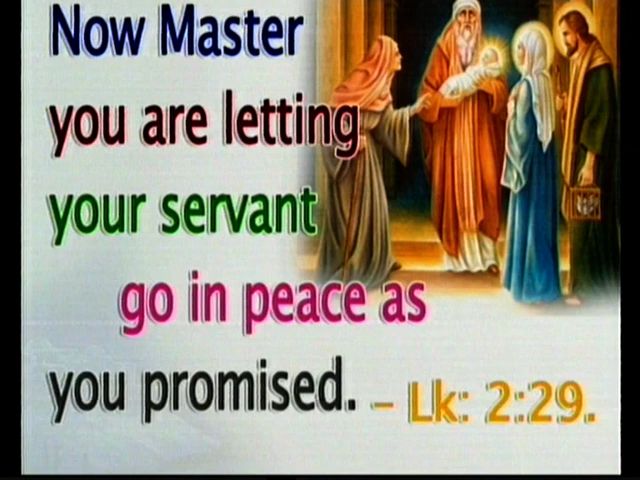 Now Master
you are letting
your servant
go in peace as
you promised. – Lk: 2:29.